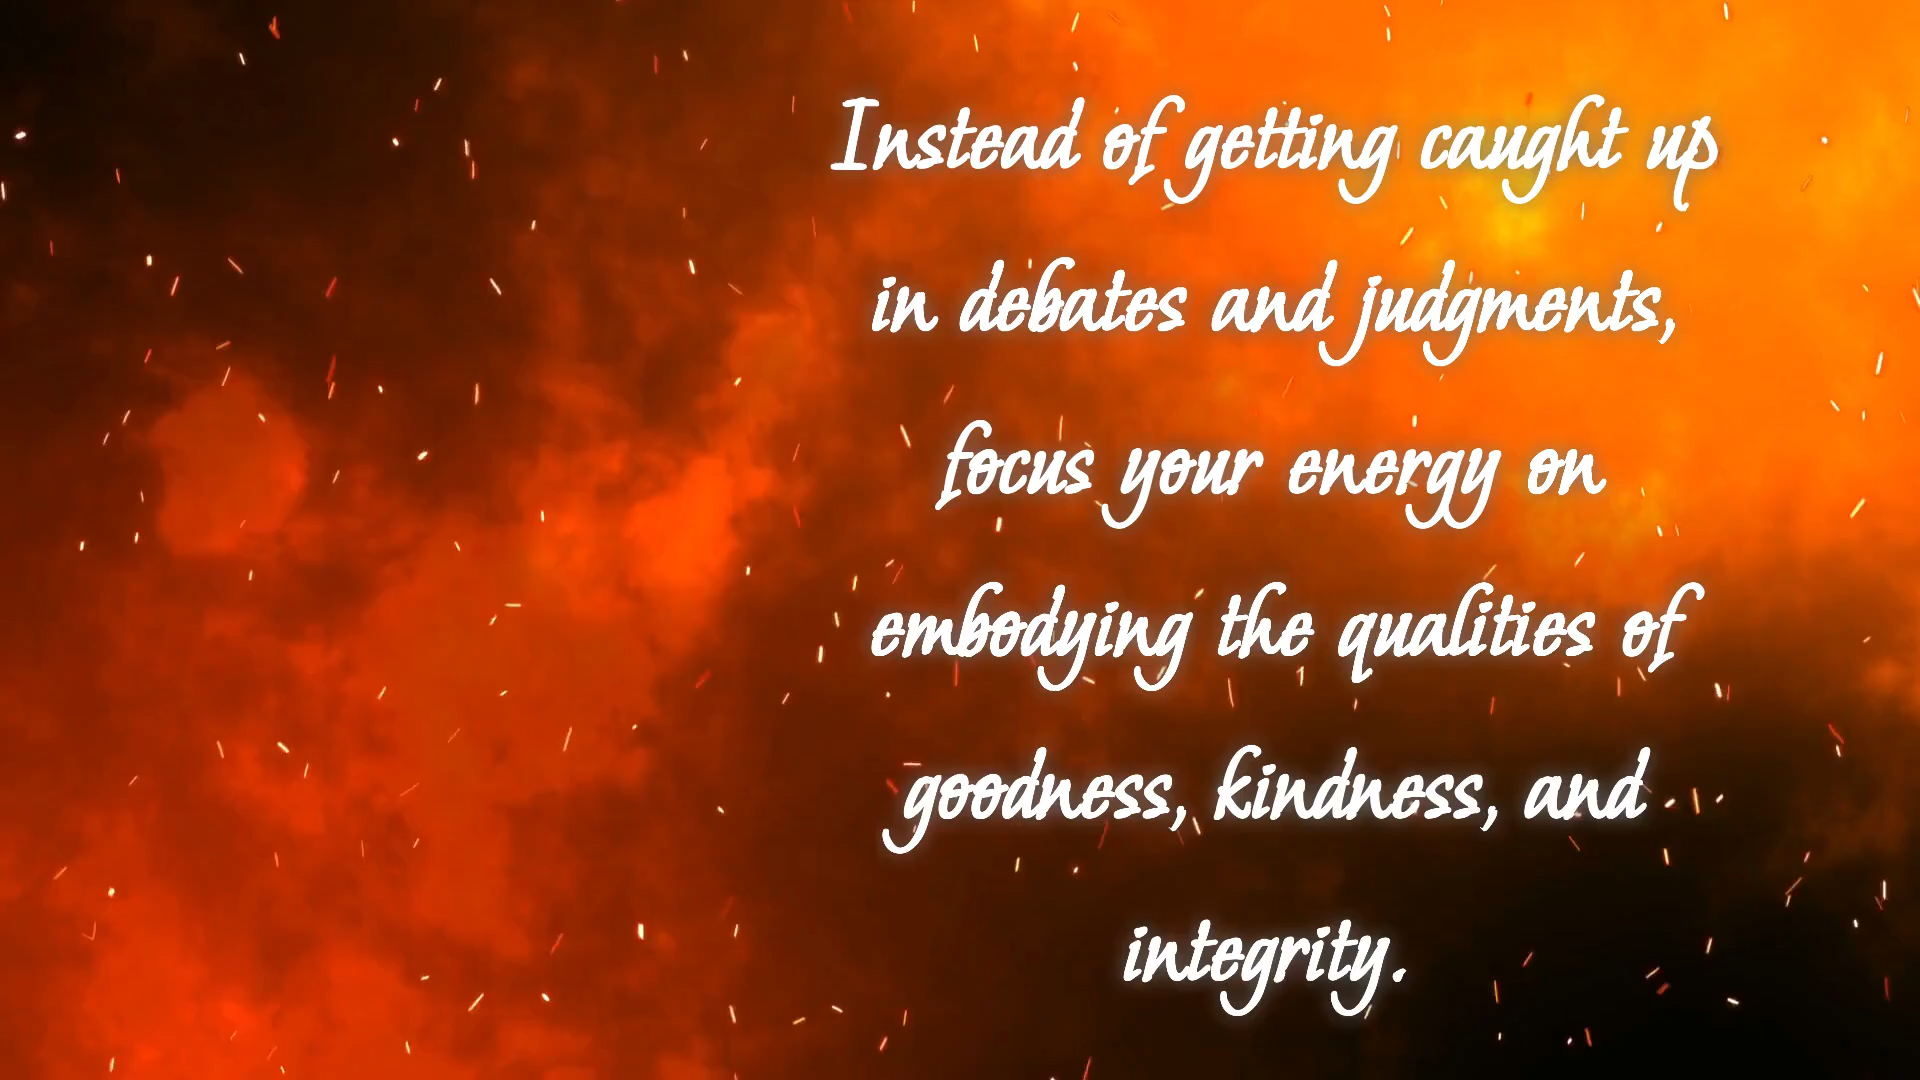 Instead of getting caught up
in debates and judgments,
focus your energy on
embodying the qualities of
goodness, kindness, and
integrity.